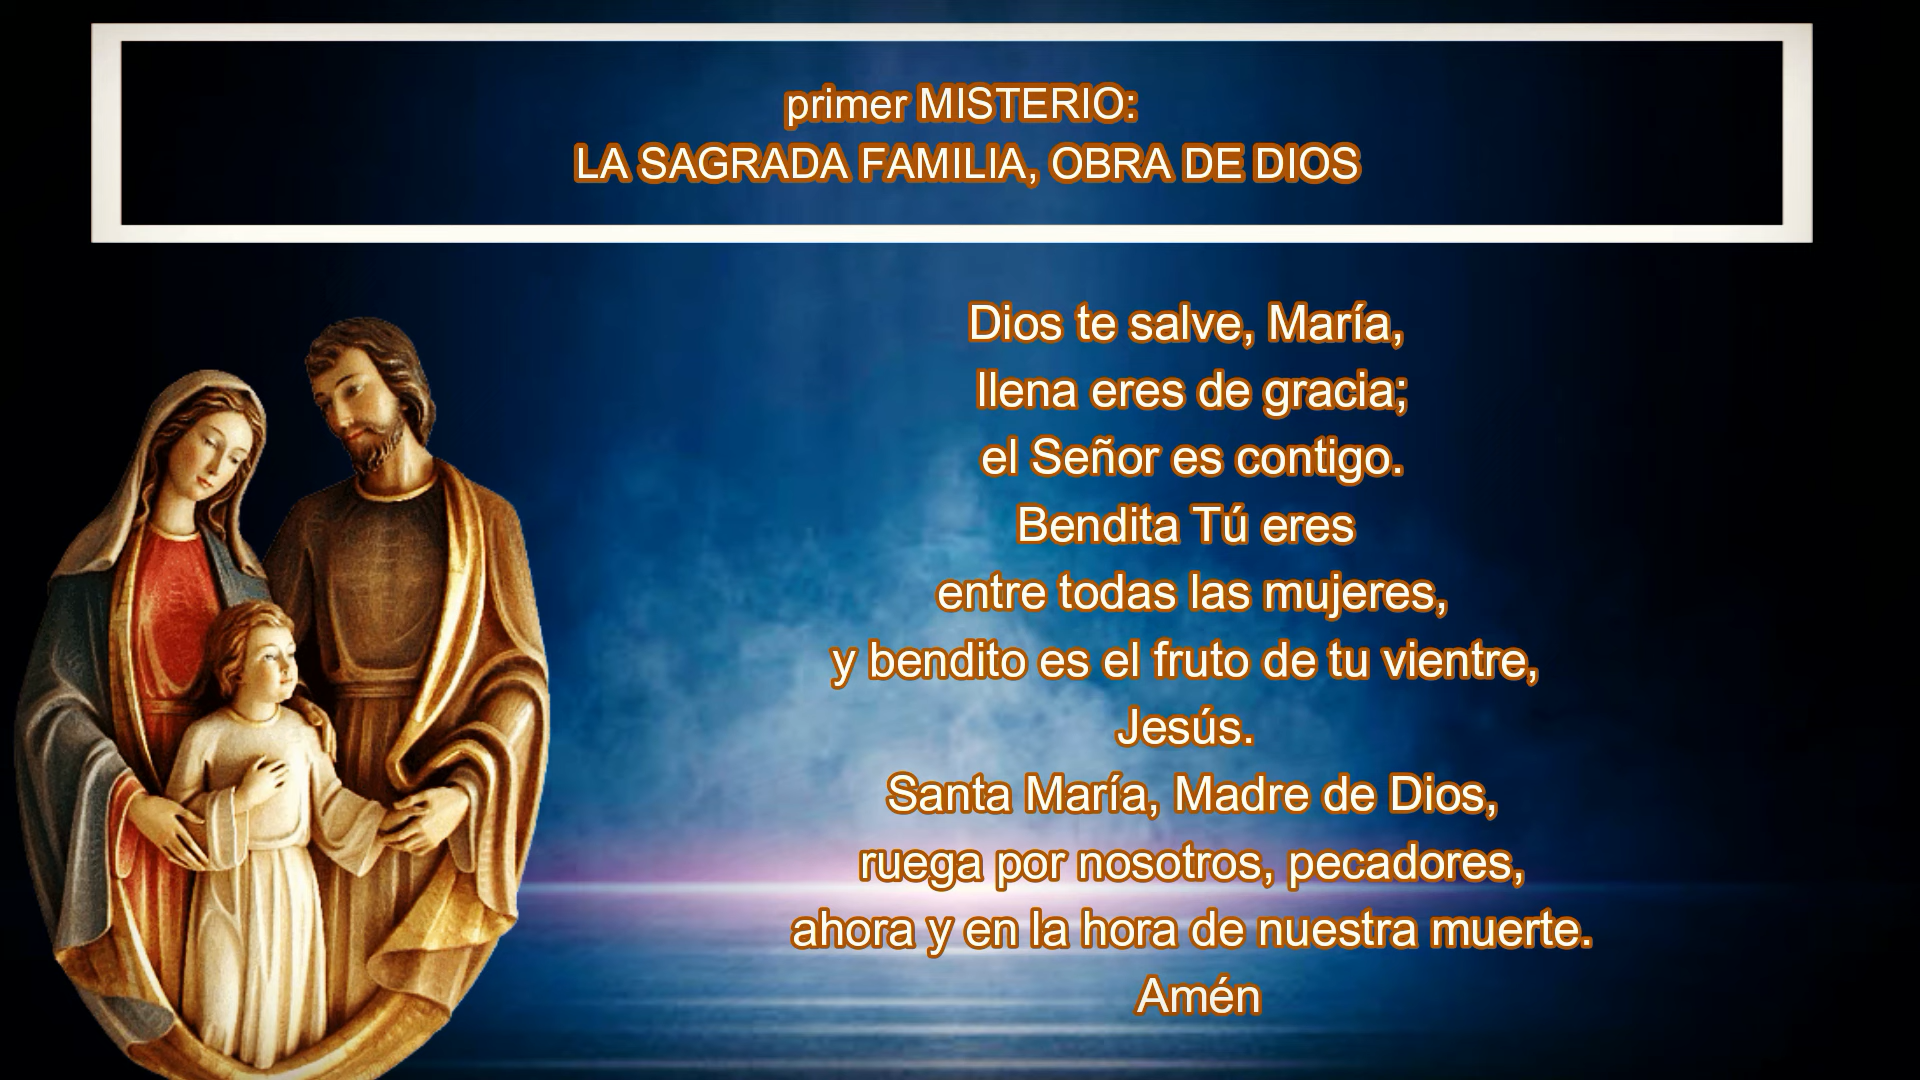 primer MISTERIO:
LA SAGRADA FAMILIA, OBRA DE DIOS
Dios te salve, María,
llena eres de gracia;
el Señor es contigo.
Bendita Tú eres
entre todas las mujeres,
y bendito es el fruto de tu vientre,
Jesús.
Santa María, Madre de Dios,
ruega por nosotros, pecadores,
ahora y en la hora de nuestra muerte.
Amén